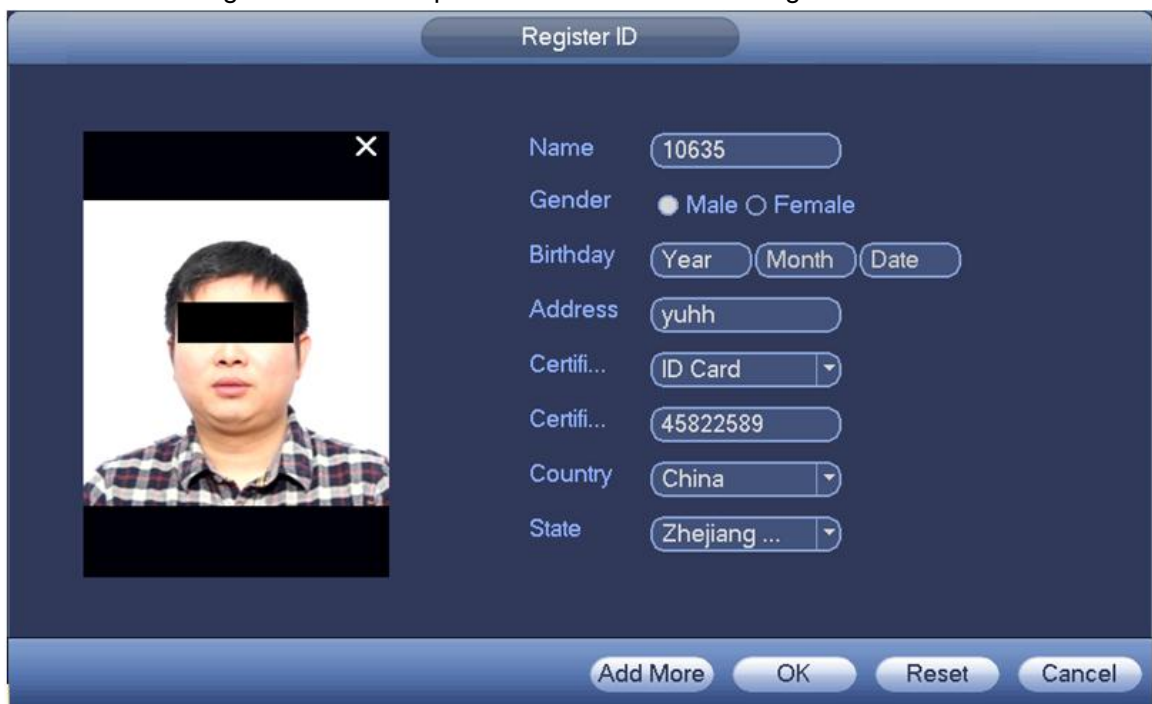 Register ID
Name 10635
Gender Male Female
Birthday Year Month Date
Address yuhh
Certifi... ID Card
Certifi... 45822589
Country China
State Zhejiang ...
Add More OK Reset Cancel